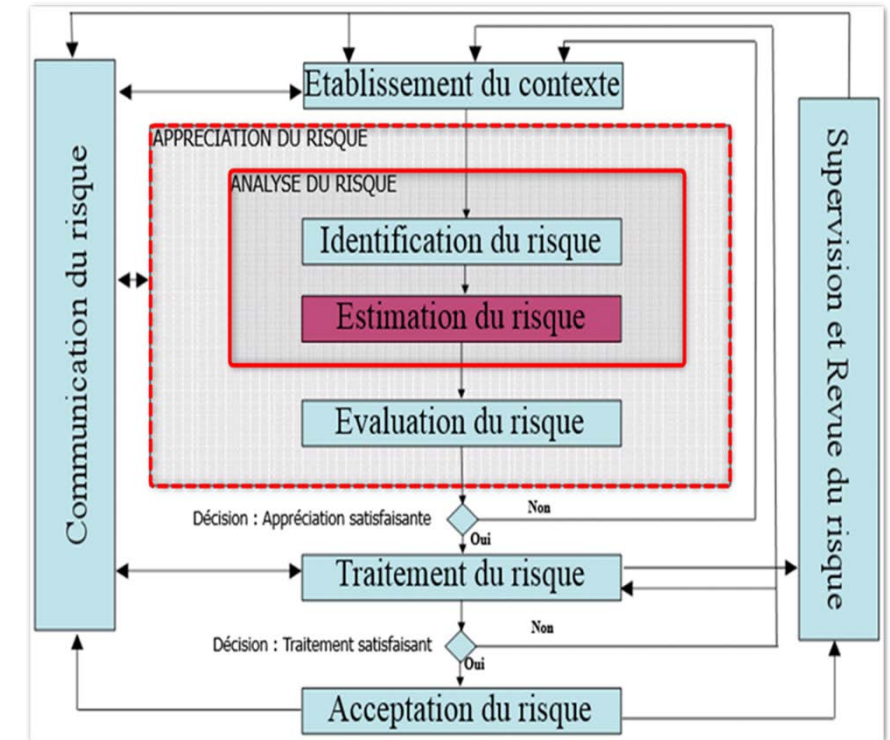 Etablissement du contexte
APPRECIATION DU RISQUE
ANALYSE DU RISQUE
Identification du risque
Estimation du risque
Evaluation du risque
Décision : Appréciation satisfaisante
Non
Oui
Traitement du risque
Décision : Traitement satisfaisant
Non
Oui
Acceptation du risque
Communication du risque
Supervision et Revue du risque